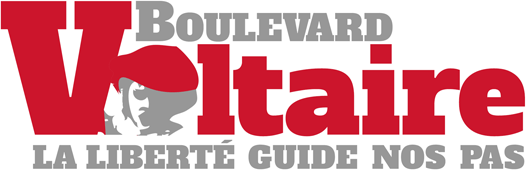 BOULEVARD
Voltaire
LA LIBERTÉ GUIDE NOS PAS